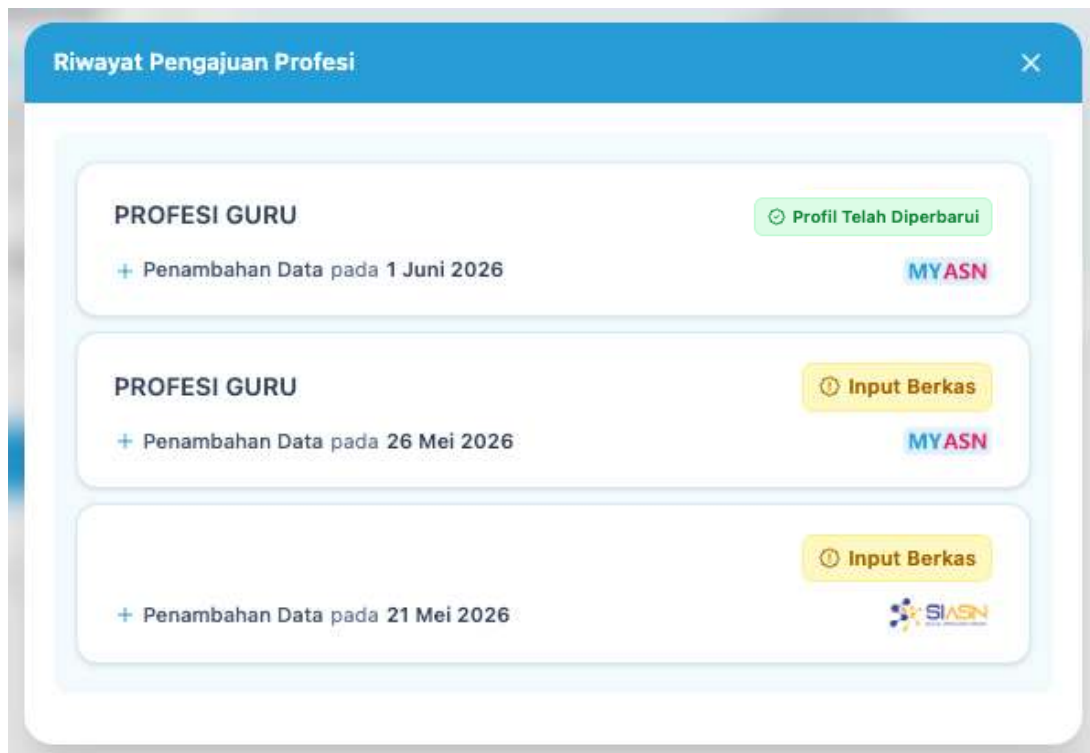 Riwayat Pengajuan Profesi
PROFESI GURU
Profil Telah Diperbarui
+ Penambahan Data pada 1 Juni 2026
MYASN
PROFESI GURU
Input Berkas
+ Penambahan Data pada 26 Mei 2026
MYASN
Input Berkas
+ Penambahan Data pada 21 Mei 2026
SIASN